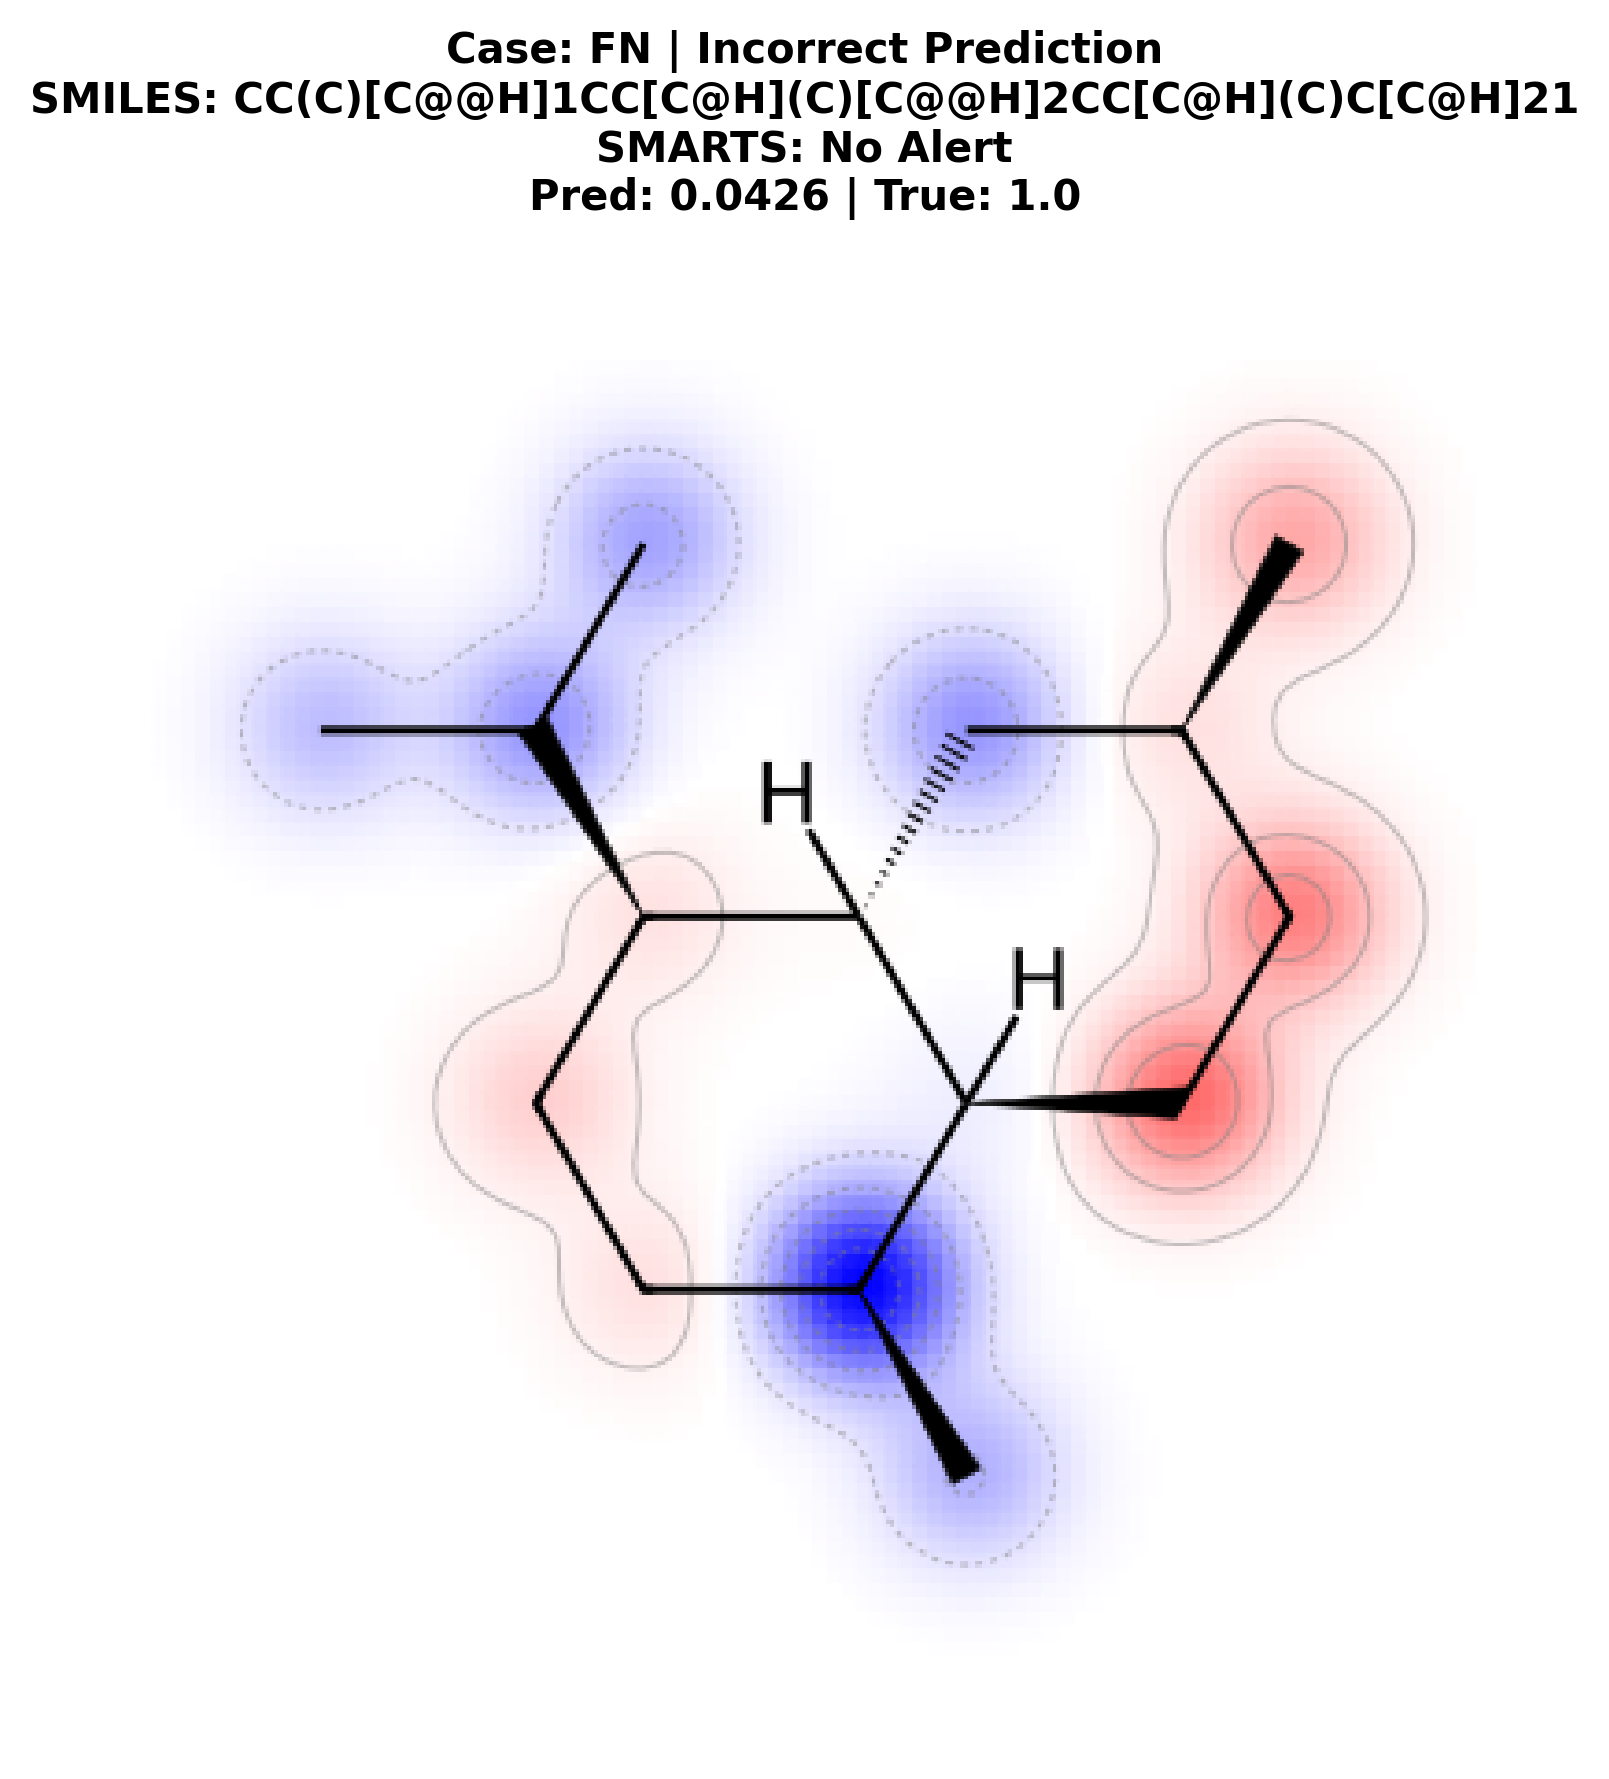 Case: FN | Incorrect Prediction
SMILES: CC(C)[C@@H]1CC[C@H](C)[C@@H]2CC[C@H](C)C[C@H]21
SMARTS: No Alert
Pred: 0.0426 | True: 1.0
H
H